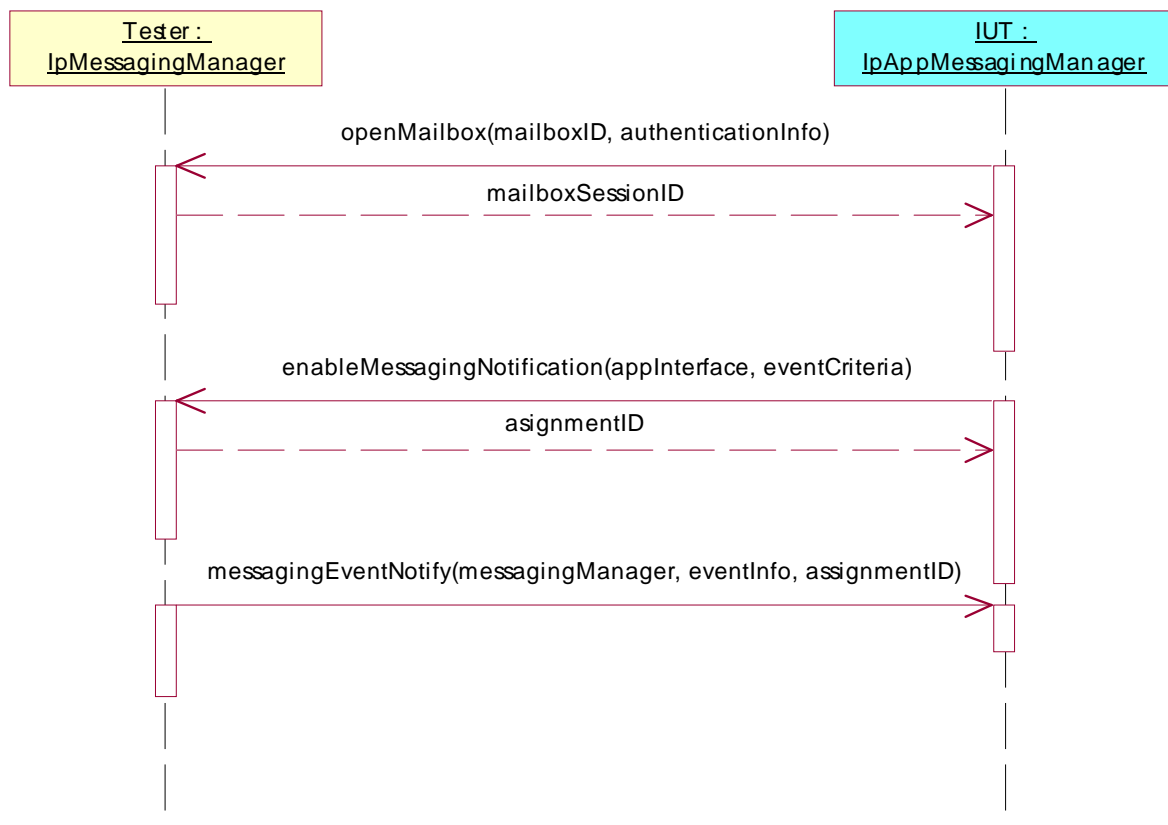 Tester :
IpMessagingManager
IUT :
IpAppMessagingManager
openMailbox(mailboxID, authenticationInfo)
mailboxSessionID
enableMessagingNotification(appInterface, eventCriteria)
asignmentID
messagingEventNotify(messagingManager, eventInfo, assignmentID)